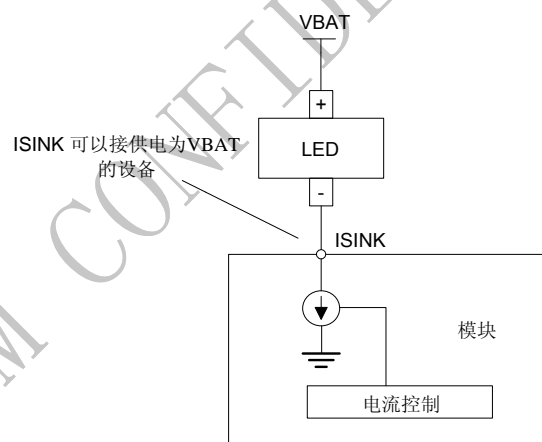 VBAT
+
ISINK 可以接供电为VBAT
的设备
LED
-
ISINK
模块
电流控制
M CONFIDE